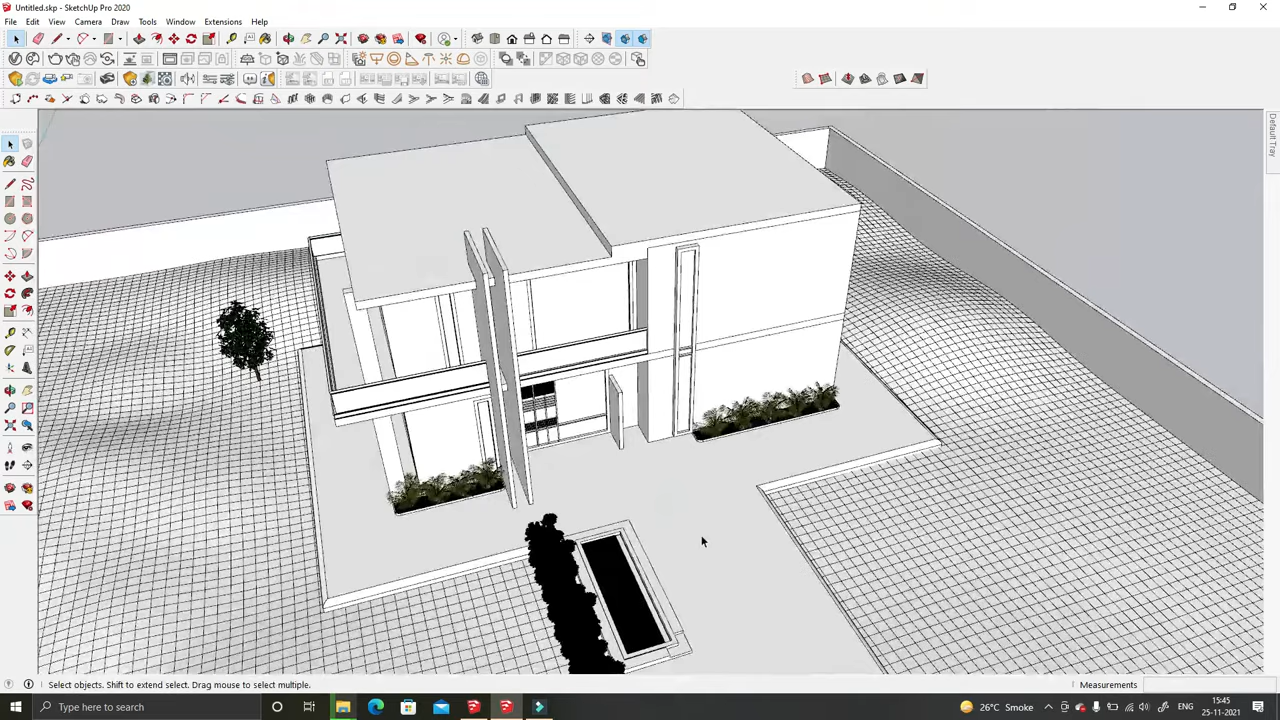 Untitled.skp - SketchUp Pro 2020
File Edit View Camera Draw Tools Window Extensions Help
Default Tray
Select objects. Shift to extend select. Drag mouse to select multiple.
Measurements
Type here to search
26°C Smoke
ENG
15:45
25-11-2021